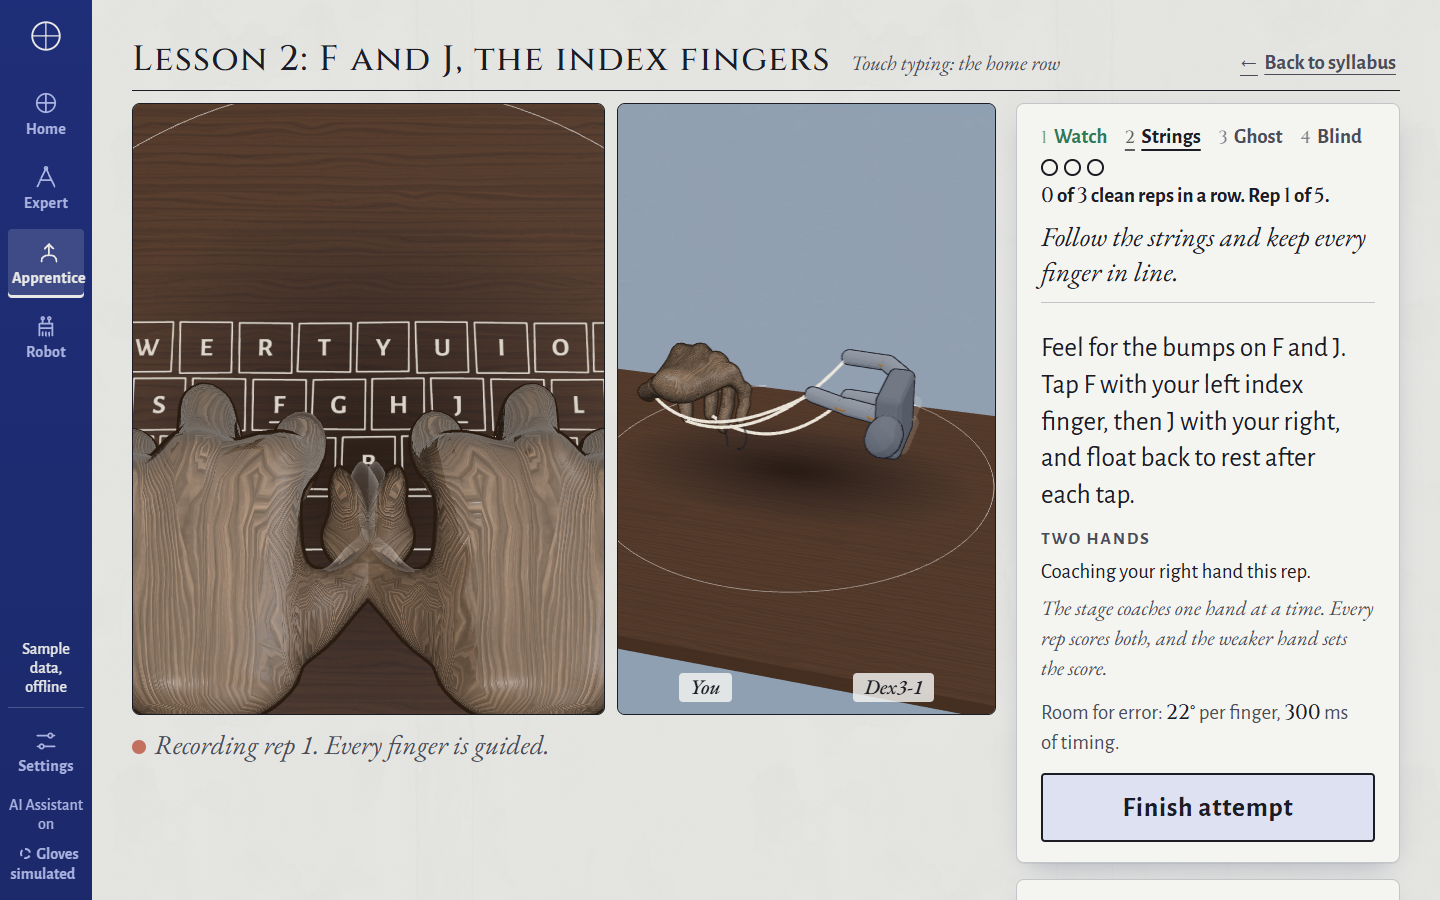 Home
Expert
Apprentice
Robot
Sample
data,
offline
Settings
AI Assistant
on
Gloves
simulated
Lesson 2: F and J, the index fingers
Touch typing: the home row
← Back to syllabus
W E R T Y U I O
S F G H J L
B
You
Dex3-1
Recording rep 1. Every finger is guided.
1 Watch 2 Strings 3 Ghost 4 Blind
0 of 3 clean reps in a row. Rep 1 of 5.
Follow the strings and keep every
finger in line.
Feel for the bumps on F and J.
Tap F with your left index
finger, then J with your right,
and float back to rest after
each tap.
TWO HANDS
Coaching your right hand this rep.
The stage coaches one hand at a time. Every
rep scores both, and the weaker hand sets
the score.
Room for error: 22° per finger, 300 ms
of timing.
Finish attempt